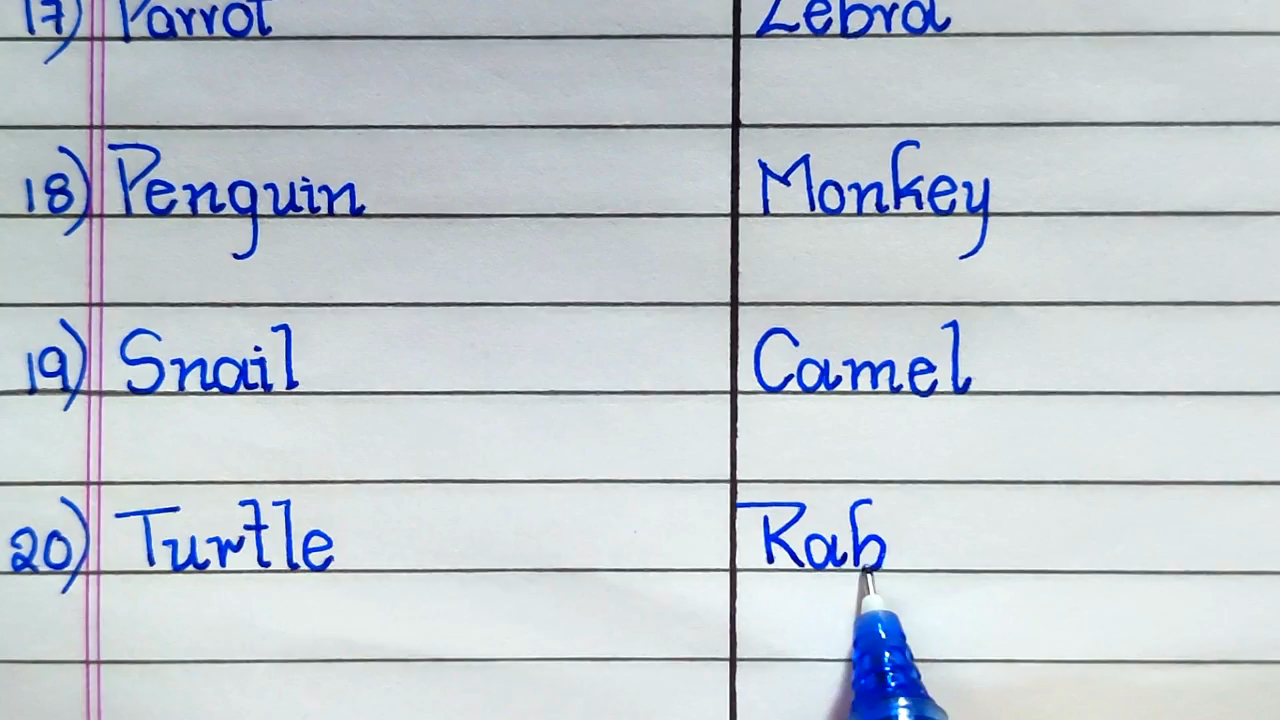 17) Parrot Zebra
18) Penguin Monkey
19) Snail Camel
20) Turtle Rab